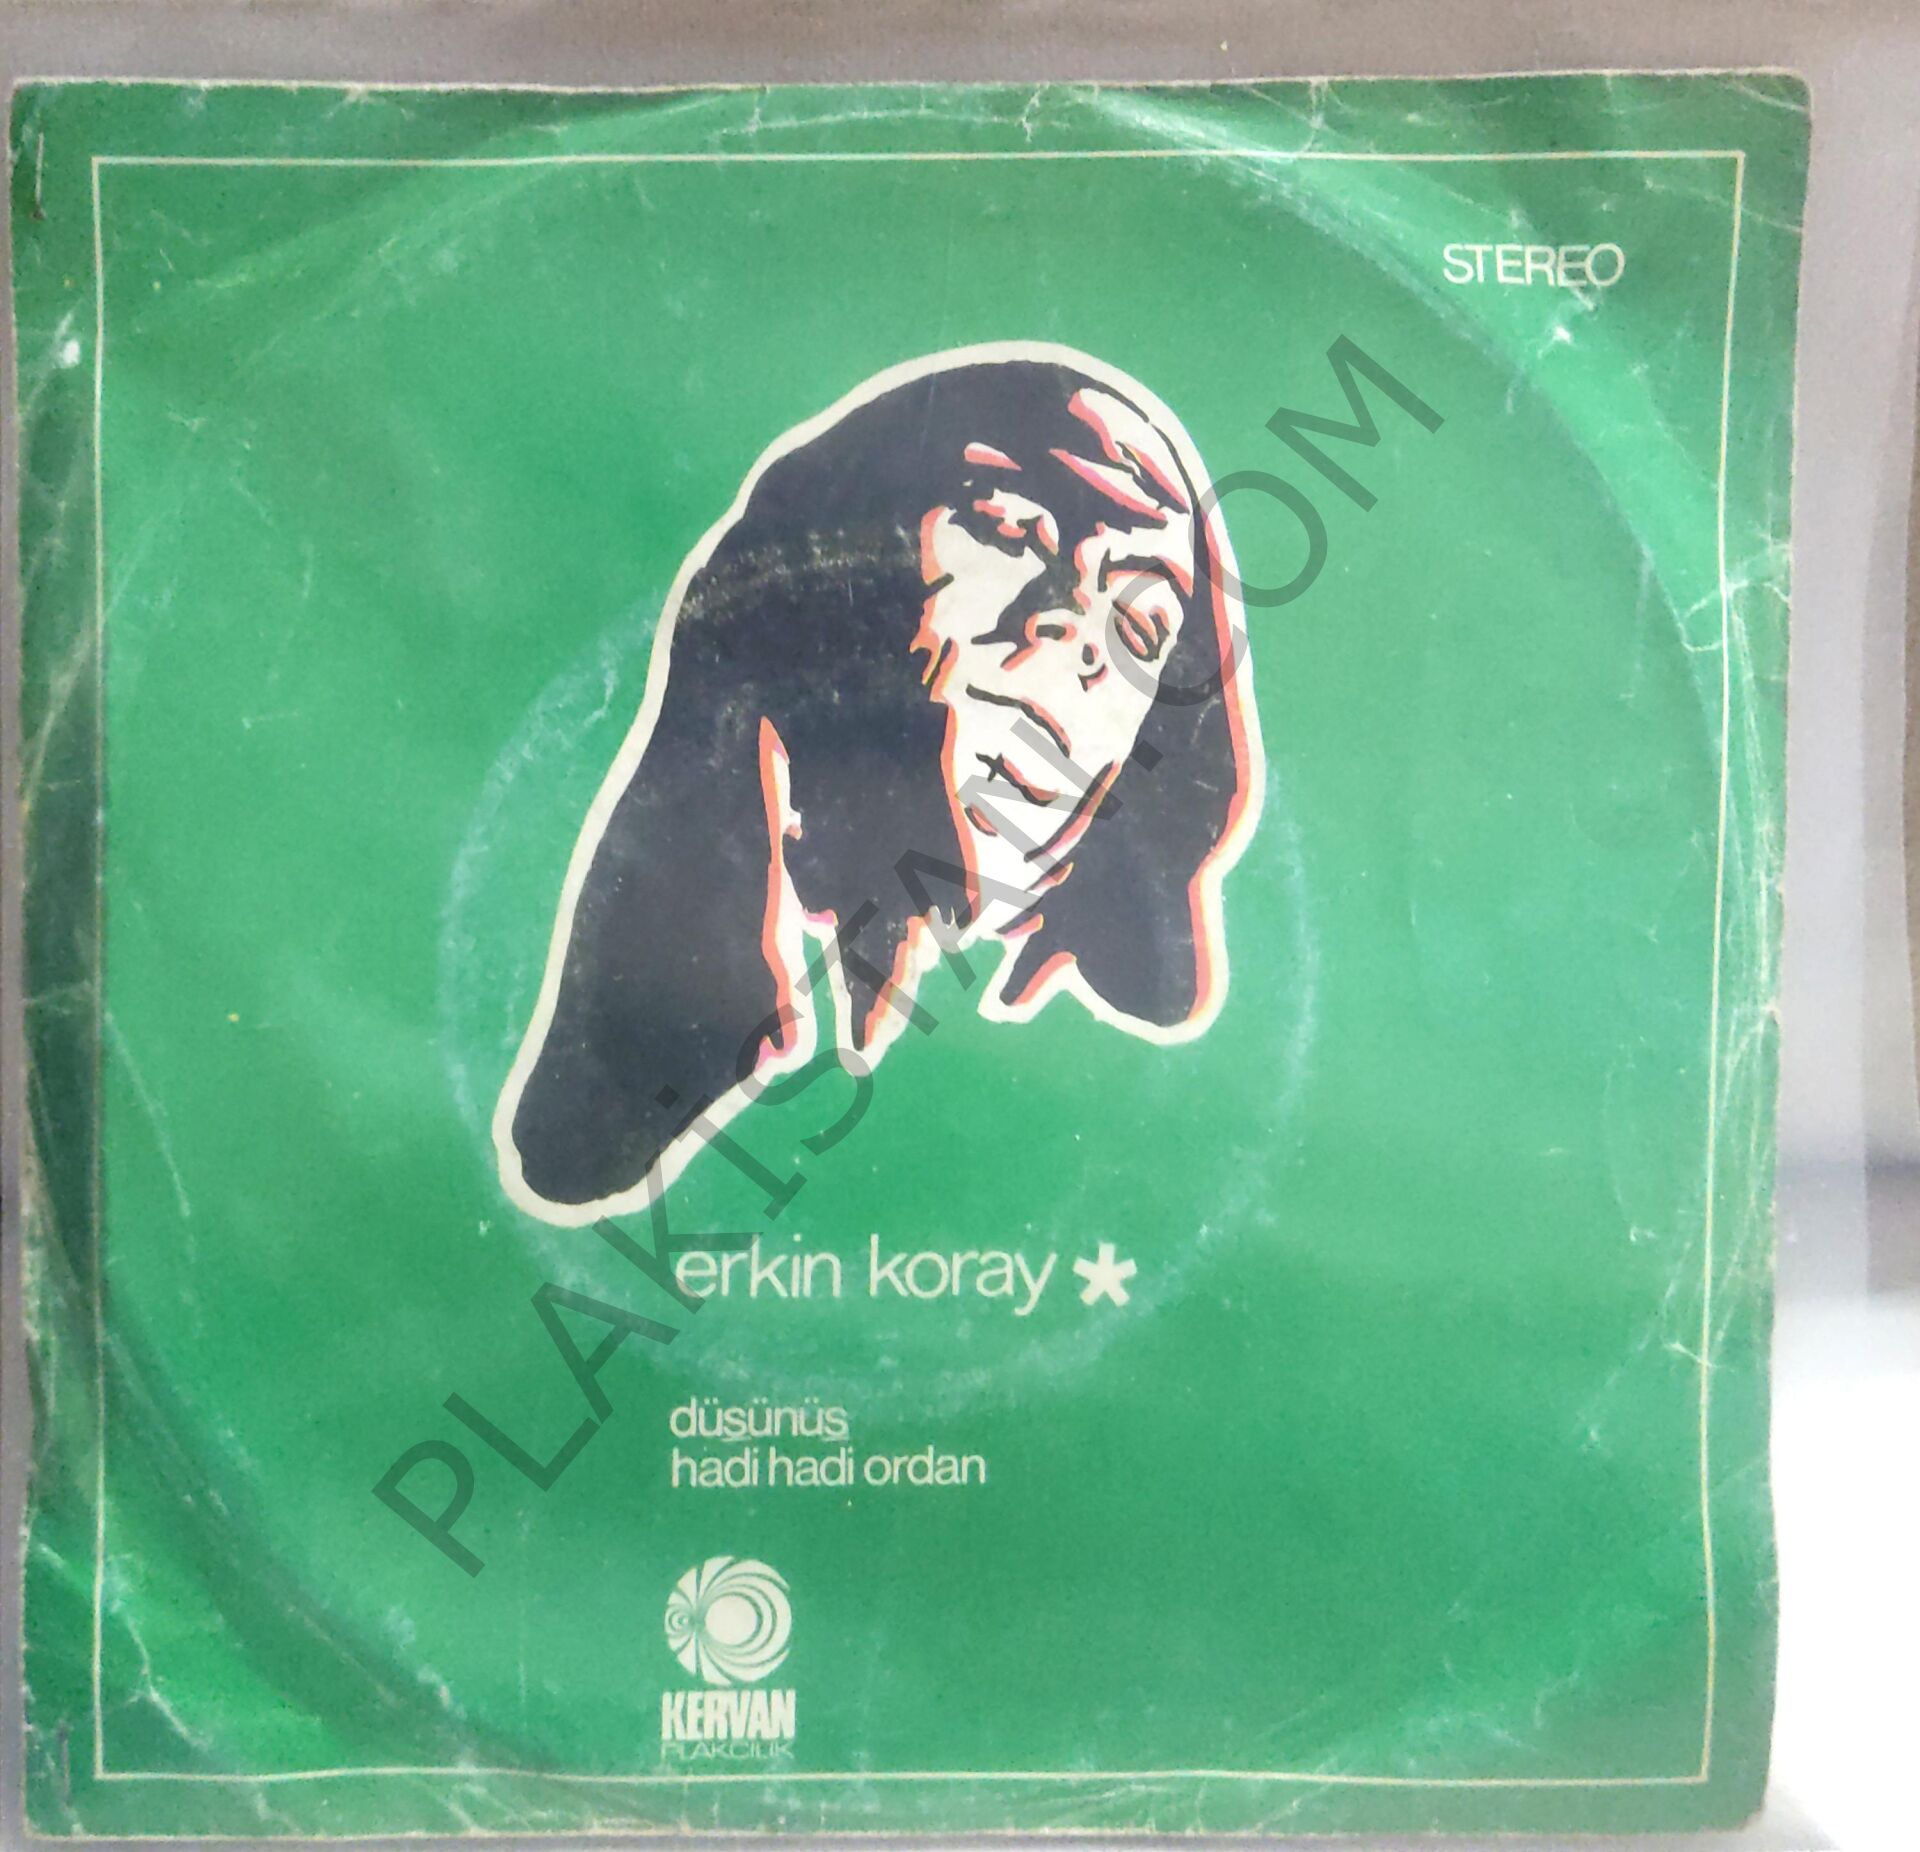 STEREO
erkin koray *
düşünüş
hadi hadi ordan
KERVAN
PLAKCILIK
PLAKİSTAN.COM